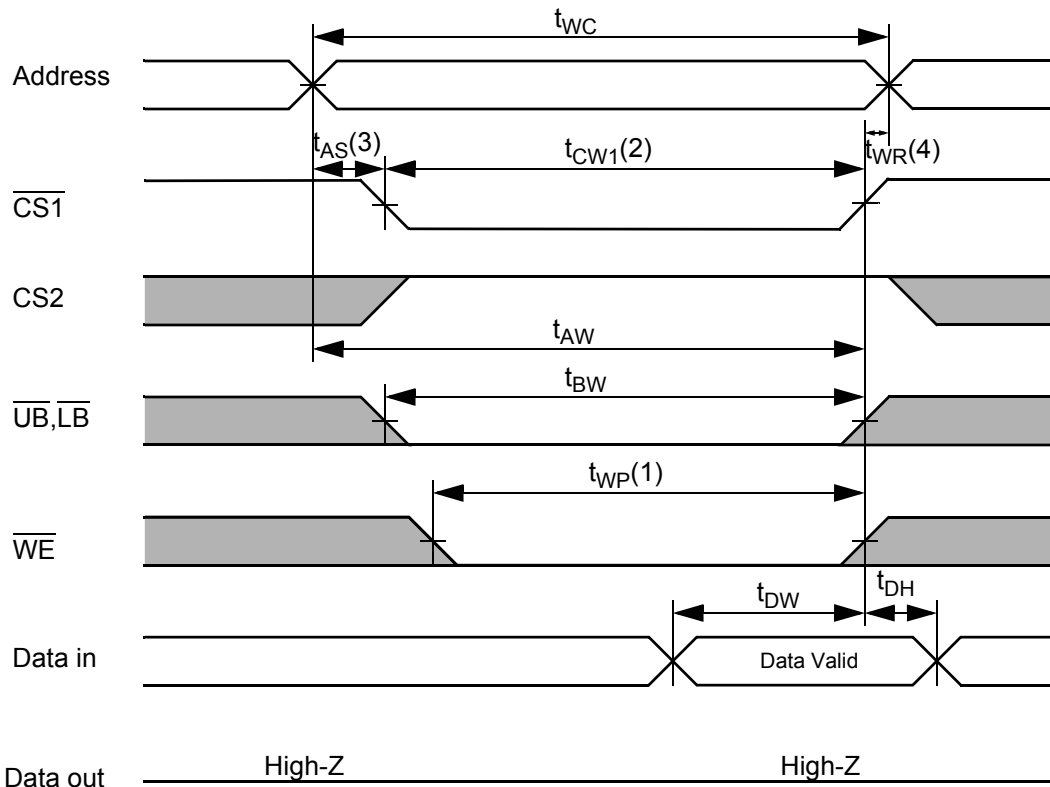 tWC
Address
tAS(3) tCW1(2) tWR(4)
CS1
CS2
tAW
tBW
UB,LB
tWP(1)
WE
tDW tDH
Data in Data Valid
Data out High-Z High-Z